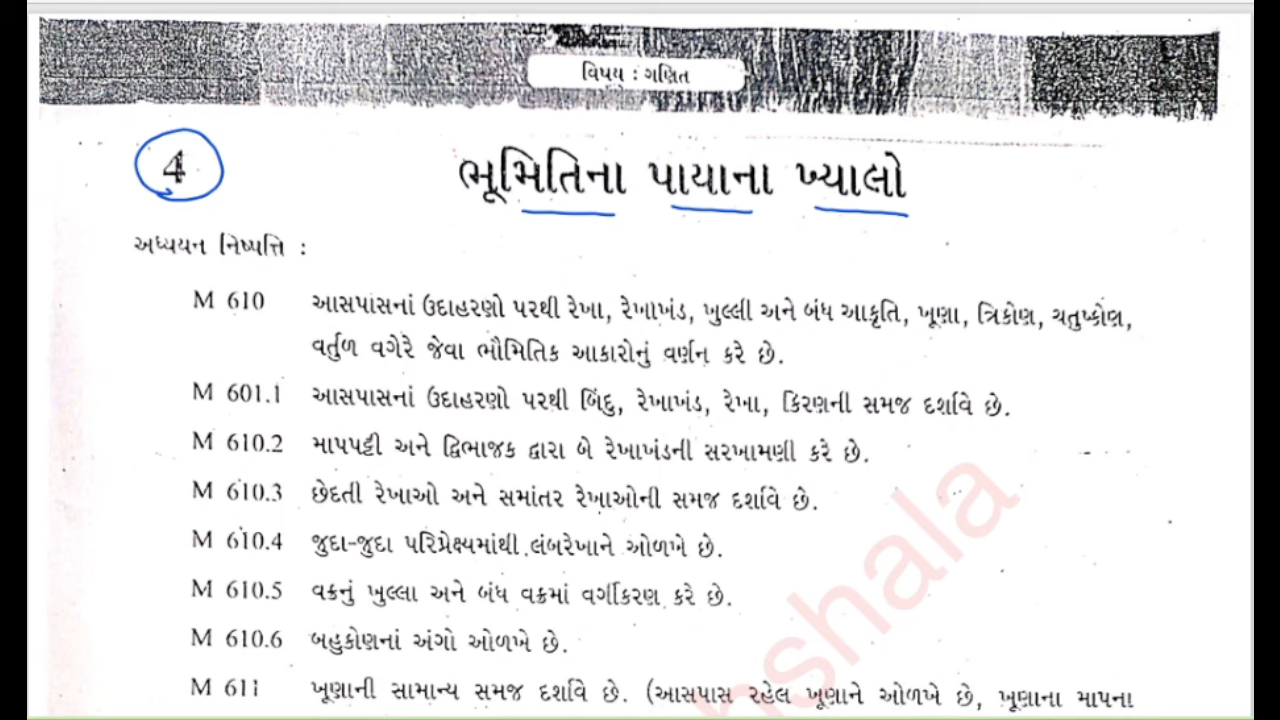 વિષય : ગણિત
4
ભૂમિતિના પાયાના ખ્યાલો
અધ્યયન નિષ્પત્તિ :
M 610 આસપાસનાં ઉદાહરણો પરથી રેખા, રેખાખંડ, ખુલ્લી અને બંધ આકૃતિ, ખૂણા, ત્રિકોણ, ચતુષ્કોણ,
વર્તુળ વગેરે જેવા ભૌમિતિક આકારોનું વર્ણન કરે છે.
M 601.1 આસપાસનાં ઉદાહરણો પરથી બિંદુ, રેખાખંડ, રેખા, કિરણની સમજ દર્શાવે છે.
M 610.2 માપપટ્ટી અને દ્વિભાજક દ્વારા બે રેખાખંડની સરખામણી કરે છે.
M 610.3 છેદતી રેખાઓ અને સમાંતર રેખાઓની સમજ દર્શાવે છે.
M 610.4 જુદા-જુદા પરિપ્રેક્ષ્યમાંથી લંબરેખાને ઓળખે છે.
M 610.5 વક્રનું ખુલ્લા અને બંધ વક્રમાં વર્ગીકરણ કરે છે.
M 610.6 બહુકોણનાં અંગો ઓળખે છે.
M 611 ખૂણાની સામાન્ય સમજ દર્શાવે છે. (આસપાસ રહેલ ખૂણાને ઓળખે છે, ખૂણાના માપના
shala